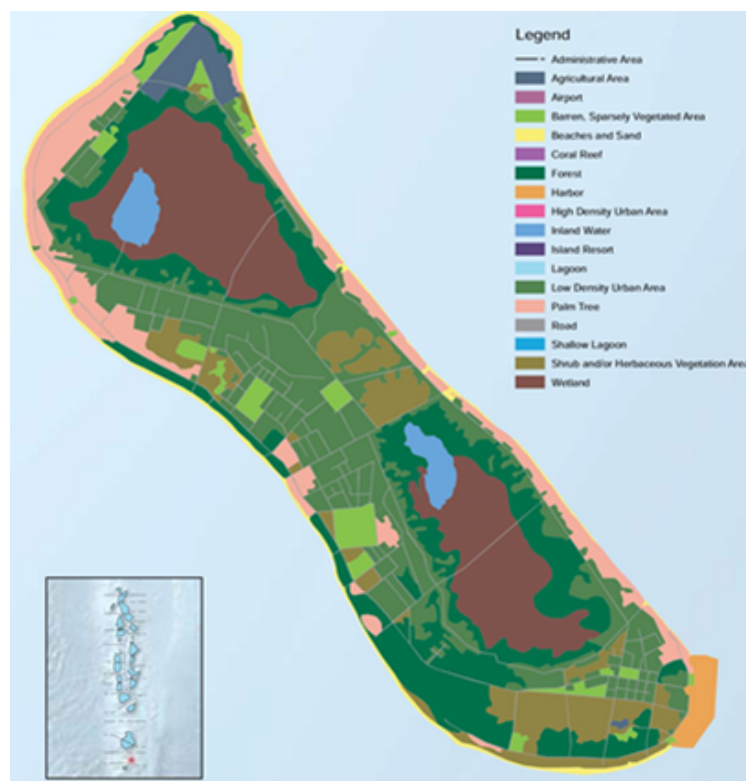 Legend
Administrative Area
Agricultural Area
Airport
Barren, Sparsely Vegetated Area
Beaches and Sand
Coral Reef
Forest
Harbor
High Density Urban Area
Inland Water
Island Resort
Lagoon
Low Density Urban Area
Palm Tree
Road
Shallow Lagoon
Shrub and/or Herbaceous Vegetation Area
Wetland